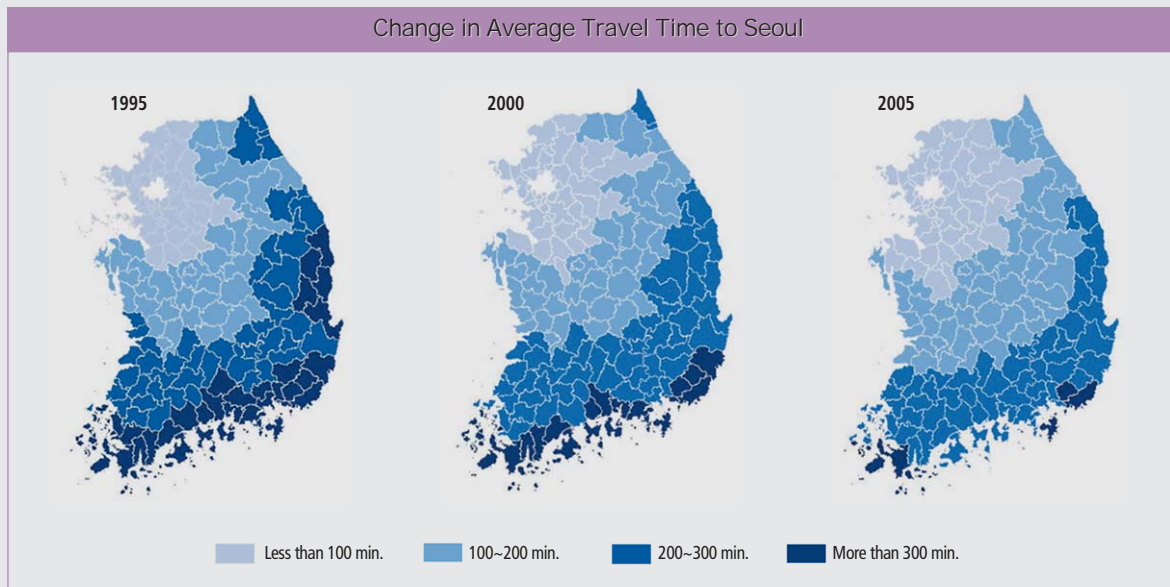 Change in Average Travel Time to Seoul
1995
2000
2005
Less than 100 min.
100~200 min.
200~300 min.
More than 300 min.